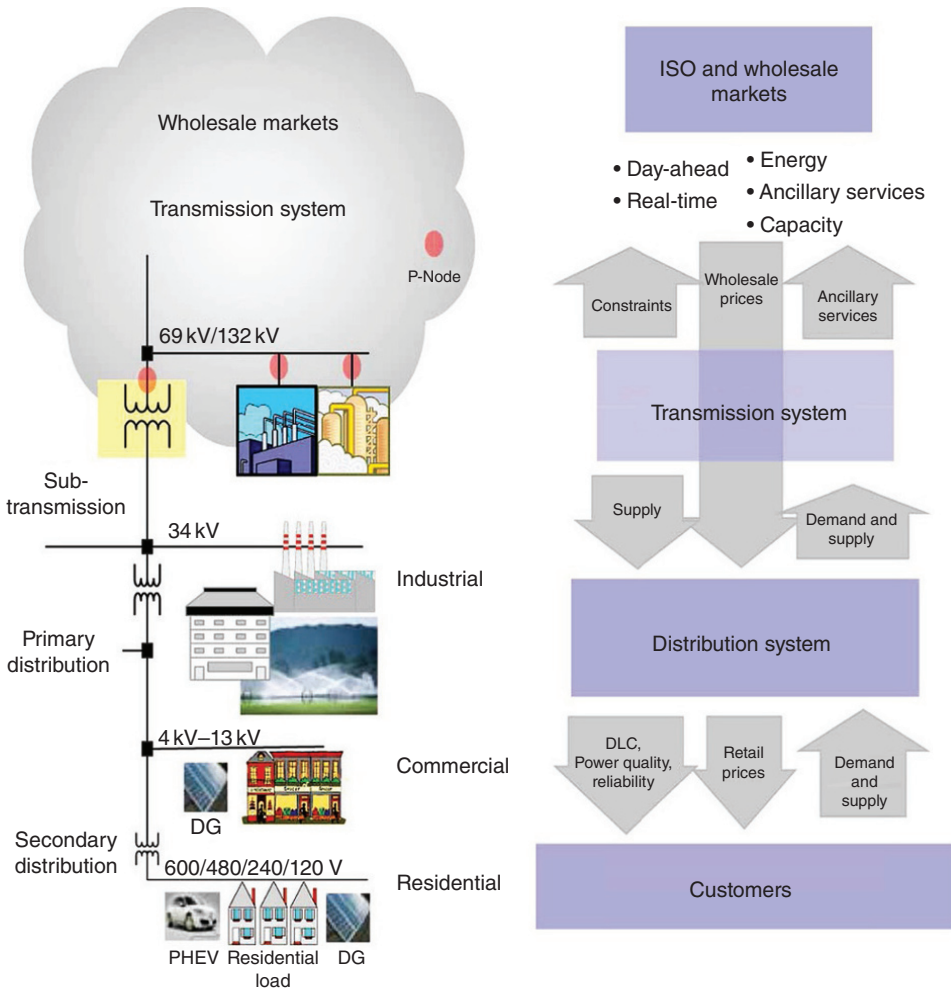 Wholesale markets
Transmission system
P-Node
69 kV/132 kV
Sub-
transmission
34 kV
Industrial
Primary
distribution
4 kV–13 kV
Commercial
DG
Secondary
distribution
600/480/240/120 V
Residential
PHEV
Residential
load
DG
ISO and wholesale
markets
• Day-ahead
• Real-time
• Energy
• Ancillary services
• Capacity
Constraints
Wholesale
prices
Ancillary
services
Transmission system
Supply
Demand and
supply
Distribution system
DLC,
Power quality,
reliability
Retail
prices
Demand
and
supply
Customers